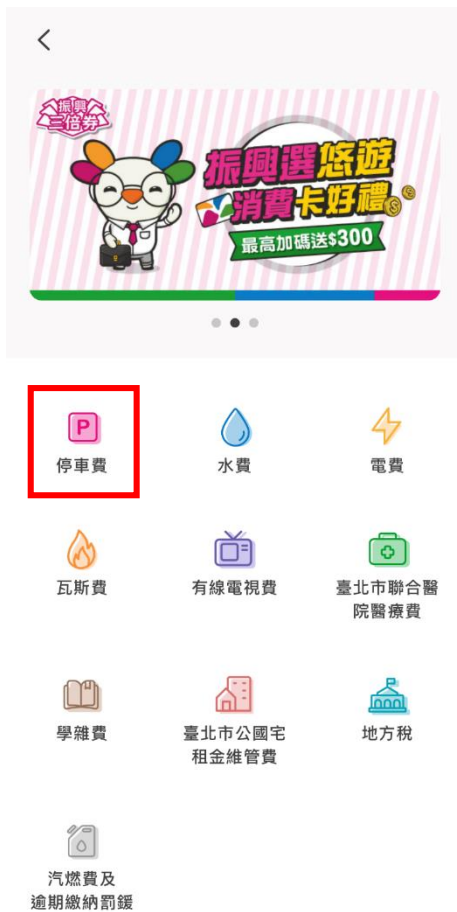 振興
三倍券
振興選悠遊
消費卡好禮
最高加碼送$300
P
停車費
水費
電費
瓦斯費
有線電視費
臺北市聯合醫
院醫療費
學雜費
臺北市公國宅
租金維管費
地方稅
汽燃費及
逾期繳納罰鍰